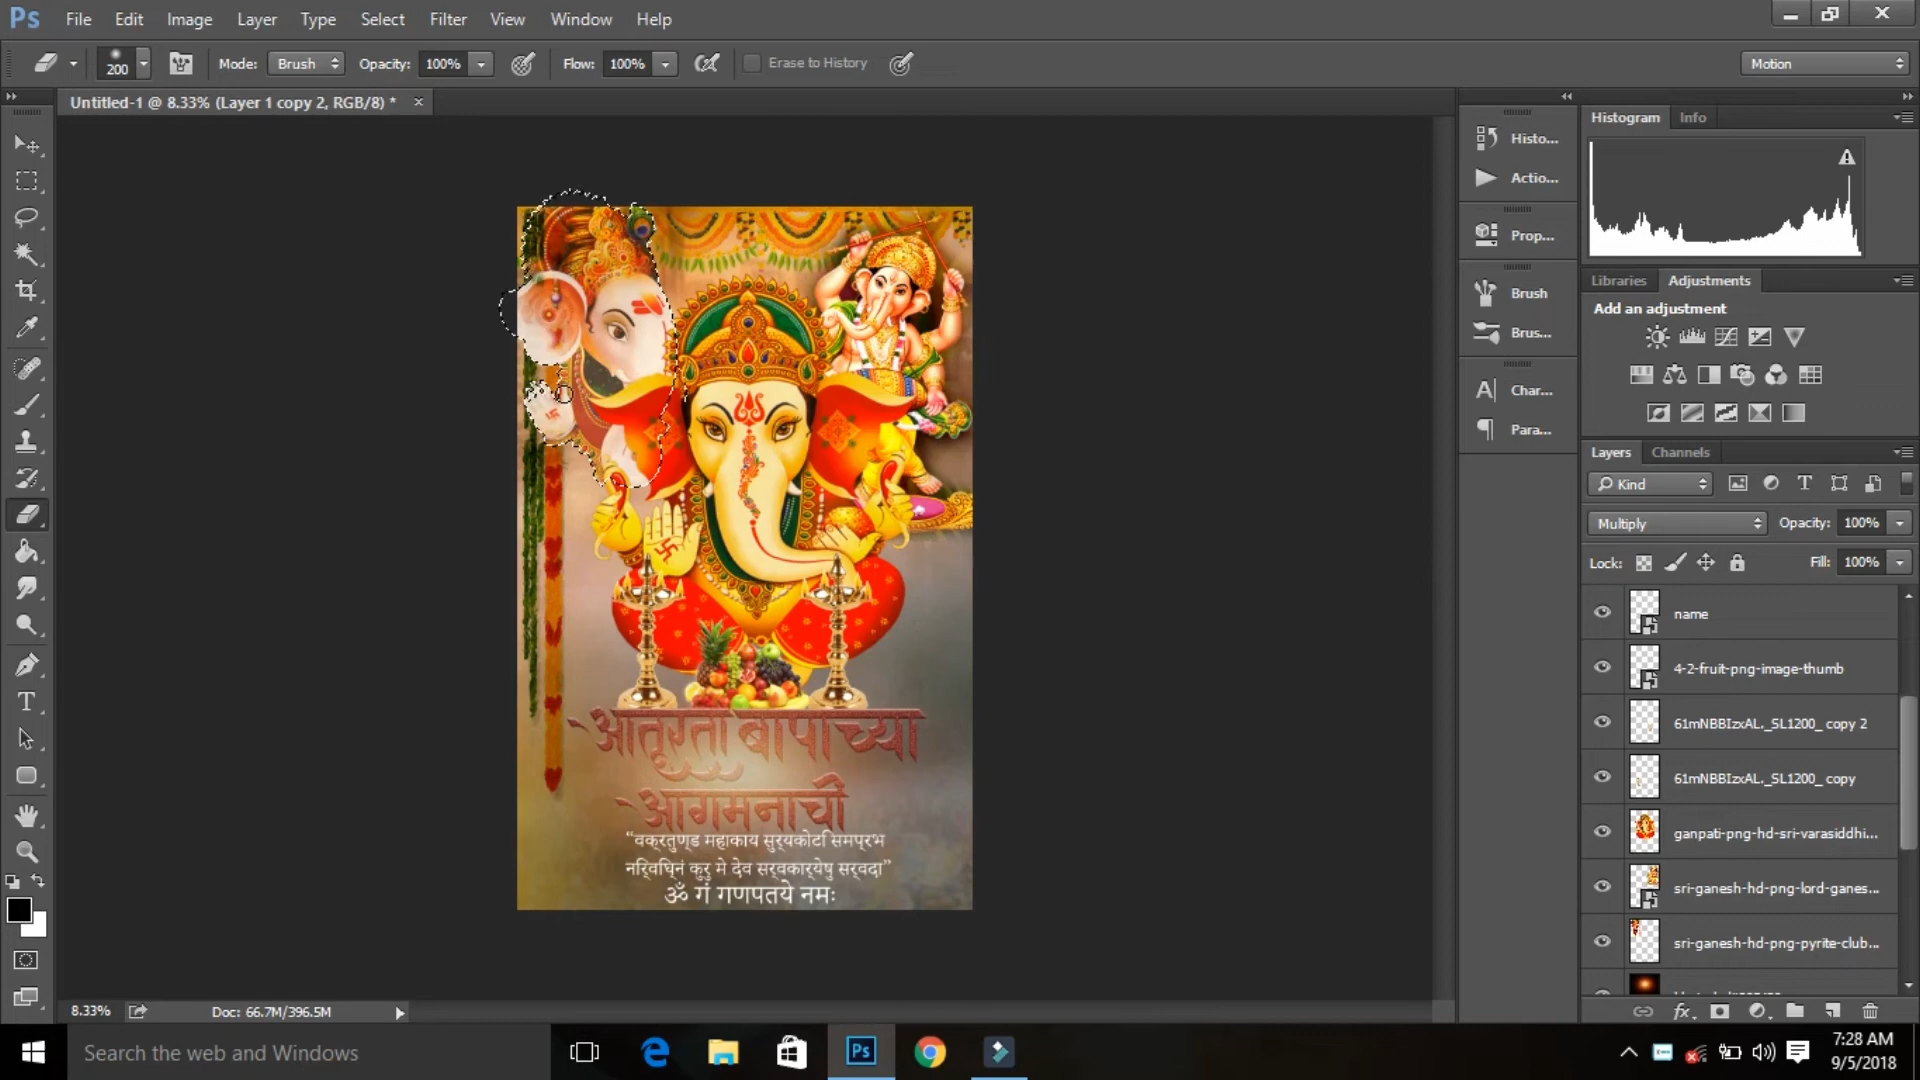 Ps File Edit Image Layer Type Select Filter View Window Help
200 Mode: Brush Opacity: 100% Flow: 100% Erase to History Motion
Untitled-1 @ 8.33% (Layer 1 copy 2, RGB/8) * ×
Histo...
Actio...
Prop...
Brush
Brus...
Char...
Para...
Histogram Info
Libraries Adjustments
Add an adjustment
Layers Channels
Kind
Multiply Opacity: 100%
Lock: Fill: 100%
name
4-2-fruit-png-image-thumb
61mNBBIzxAL._SL1200_ copy 2
61mNBBIzxAL._SL1200_ copy
ganpati-png-hd-sri-varasiddhi...
sri-ganesh-hd-png-lord-ganes...
sri-ganesh-hd-png-pyrite-club...
आतूरता बापाच्या
आगमनाची
“वक्रतुण्ड महाकाय सुर्यकोटि समप्रभ
निर्विघ्नं कुरु मे देव सर्वकार्येषु सर्वदा”
ॐ गं गणपतये नमः
8.33% Doc: 66.7M/396.5M
Search the web and Windows
Ps
7:28 AM
9/5/2018